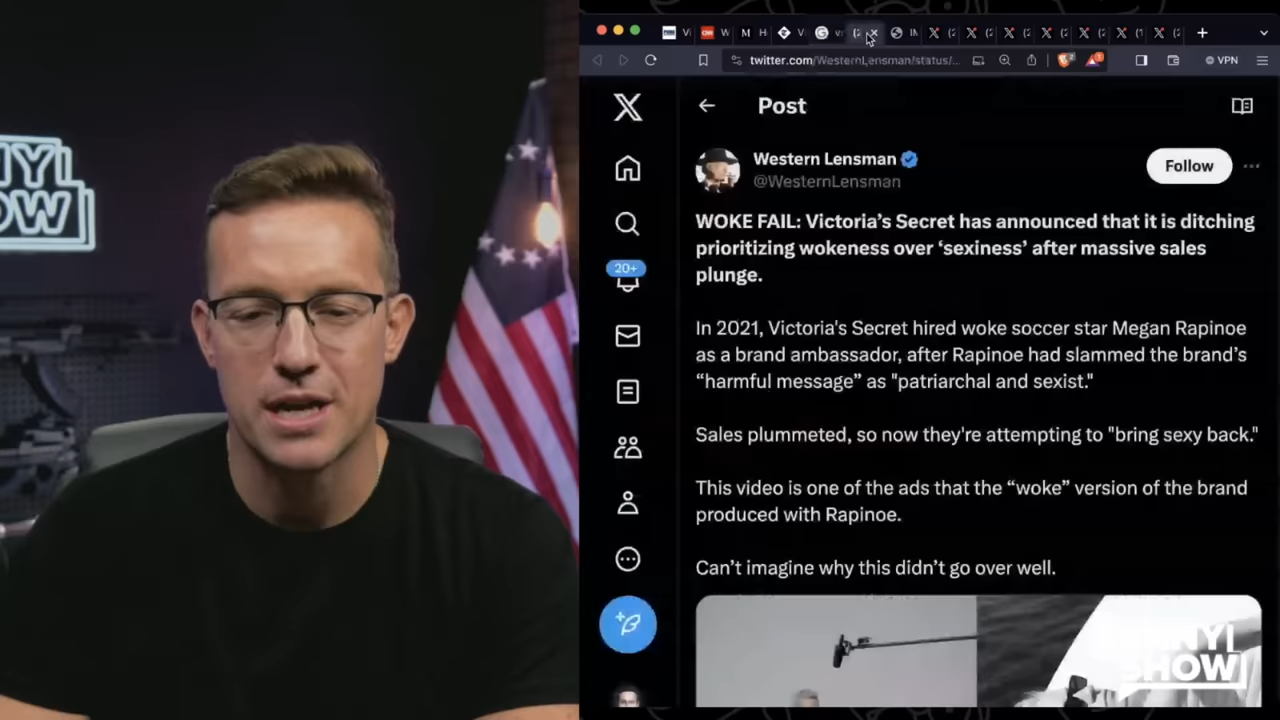 NYI
OW
twitter.com/WesternLensman/status/...
VPN
Post
Western Lensman
@WesternLensman
Follow
WOKE FAIL: Victoria’s Secret has announced that it is ditching
prioritizing wokeness over ‘sexiness’ after massive sales
plunge.
In 2021, Victoria's Secret hired woke soccer star Megan Rapinoe
as a brand ambassador, after Rapinoe had slammed the brand’s
“harmful message” as "patriarchal and sexist."
Sales plummeted, so now they're attempting to "bring sexy back."
This video is one of the ads that the “woke” version of the brand
produced with Rapinoe.
Can’t imagine why this didn’t go over well.
20+
SHOW